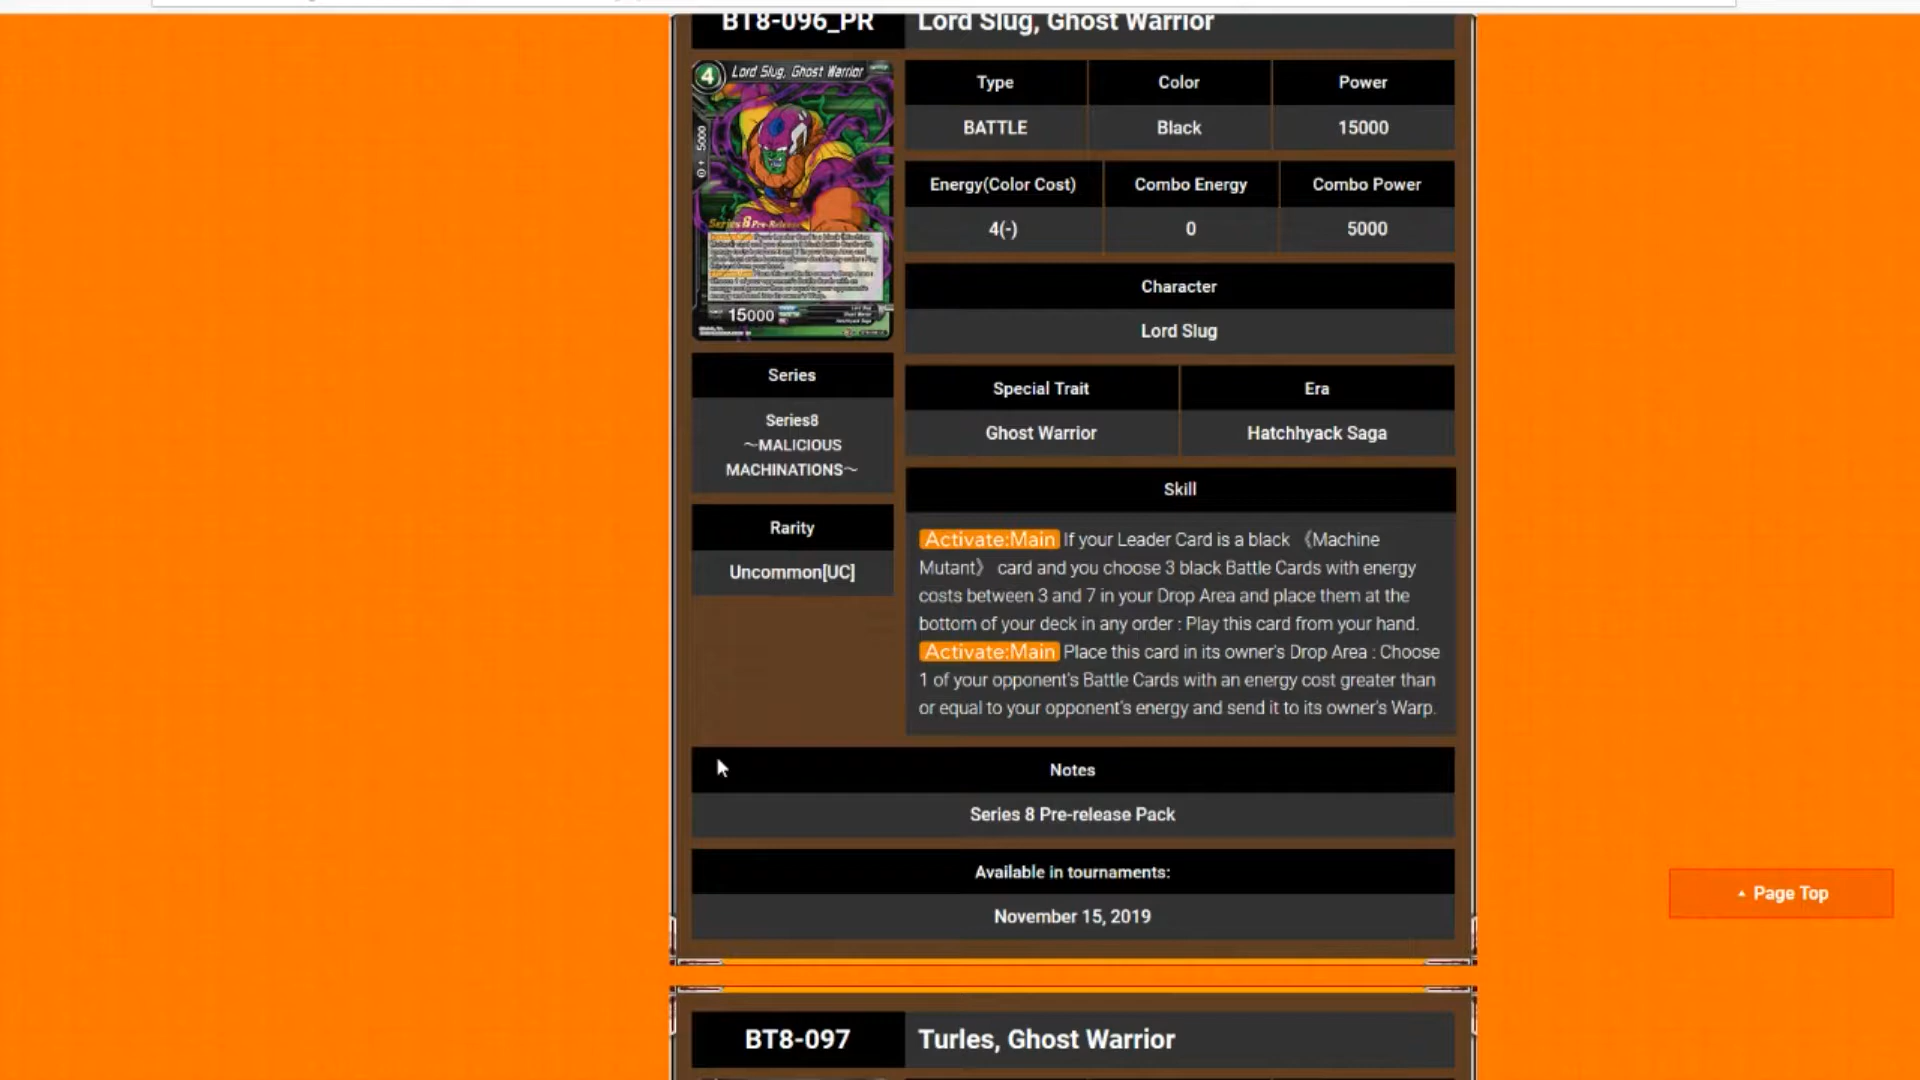 BT8-096_PR
Lord Slug, Ghost Warrior
4
Lord Slug, Ghost Warrior
5000
Series 8 Pre-Release
15000
Type
Color
Power
BATTLE
Black
15000
Energy(Color Cost)
Combo Energy
Combo Power
4(-)
0
5000
Character
Lord Slug
Series
Special Trait
Era
Series8
～MALICIOUS
MACHINATIONS～
Ghost Warrior
Hatchhyack Saga
Rarity
Uncommon[UC]
Skill
Activate:Main If your Leader Card is a black 《Machine
Mutant》 card and you choose 3 black Battle Cards with energy
costs between 3 and 7 in your Drop Area and place them at the
bottom of your deck in any order : Play this card from your hand.
Activate:Main Place this card in its owner's Drop Area : Choose
1 of your opponent's Battle Cards with an energy cost greater than
or equal to your opponent's energy and send it to its owner's Warp.
Notes
Series 8 Pre-release Pack
Available in tournaments:
November 15, 2019
Page Top
BT8-097
Turles, Ghost Warrior